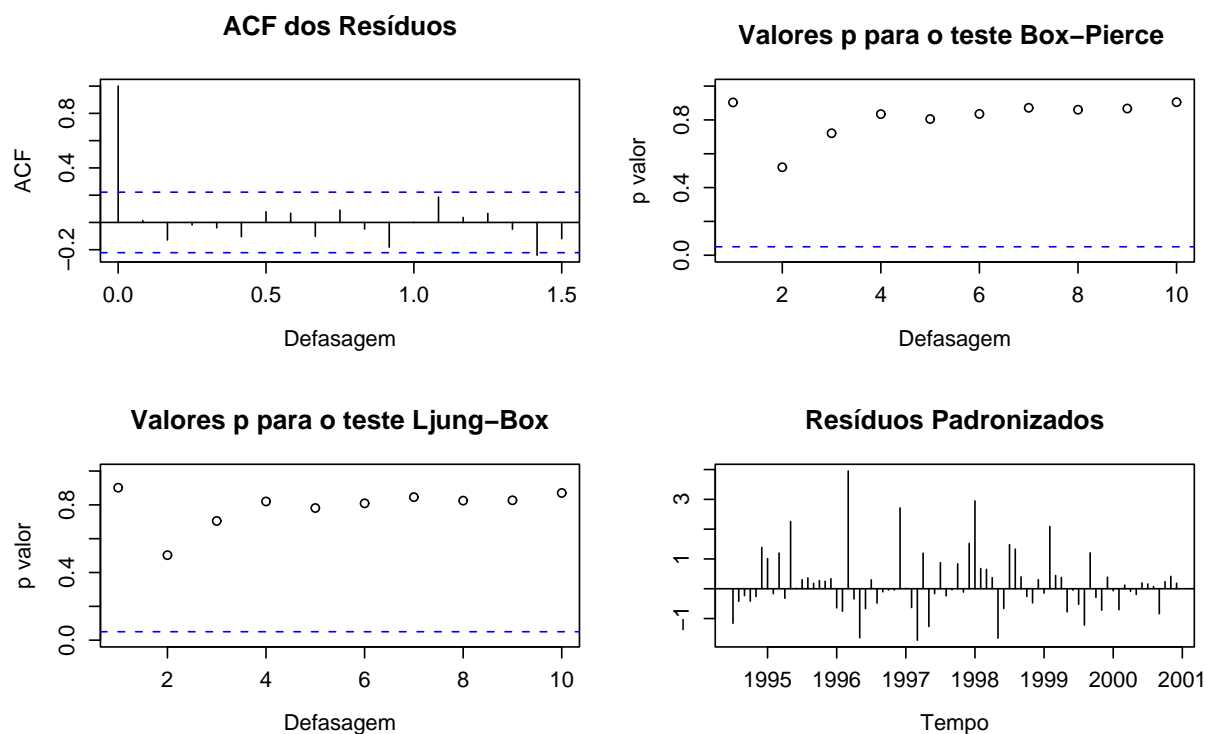 ACF dos Resíduos
ACF
−0.2 0.4 0.8
0.0 0.5 1.0 1.5
Defasagem
Valores p para o teste Box−Pierce
p valor
0.0 0.4 0.8
2 4 6 8 10
Defasagem
Valores p para o teste Ljung−Box
p valor
0.0 0.4 0.8
2 4 6 8 10
Defasagem
Resíduos Padronizados
−1 1 3
1995 1996 1997 1998 1999 2000 2001
Tempo